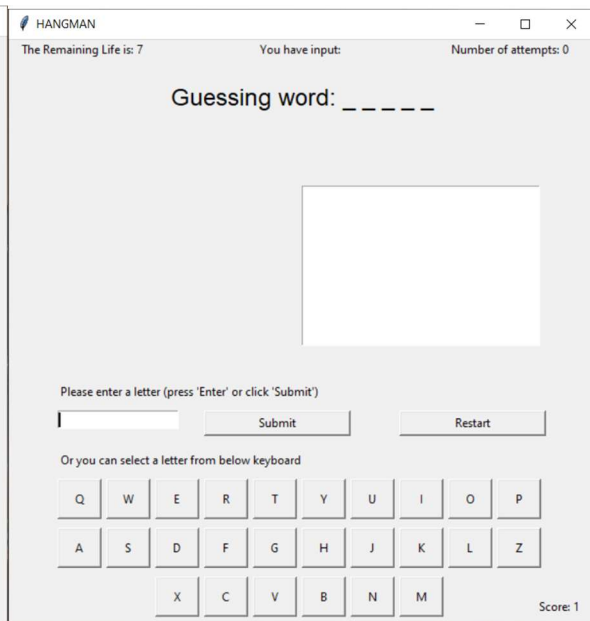 HANGMAN
The Remaining Life is: 7 You have input: Number of attempts: 0
Guessing word: _ _ _ _ _
Please enter a letter (press 'Enter' or click 'Submit')
Submit Restart
Or you can select a letter from below keyboard
Q W E R T Y U I O P
A S D F G H J K L Z
X C V B N M
Score: 1